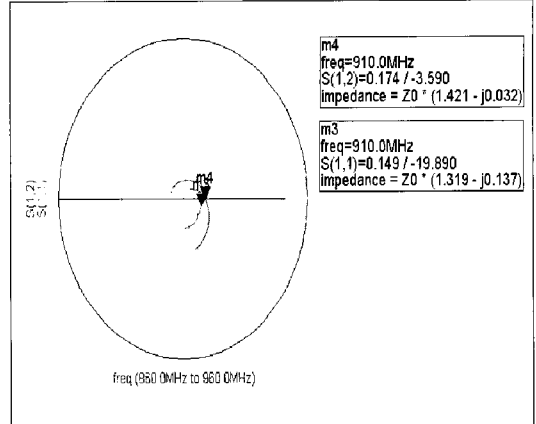 m4
freq=910.0MHz
S(1,2)=0.174 / -3.590
impedance = Z0 * (1.421 - j0.032)
m3
freq=910.0MHz
S(1,1)=0.149 / -19.890
impedance = Z0 * (1.319 - j0.137)
m4
S(1,2)
S(1,1)
freq (860.0MHz to 960.0MHz)